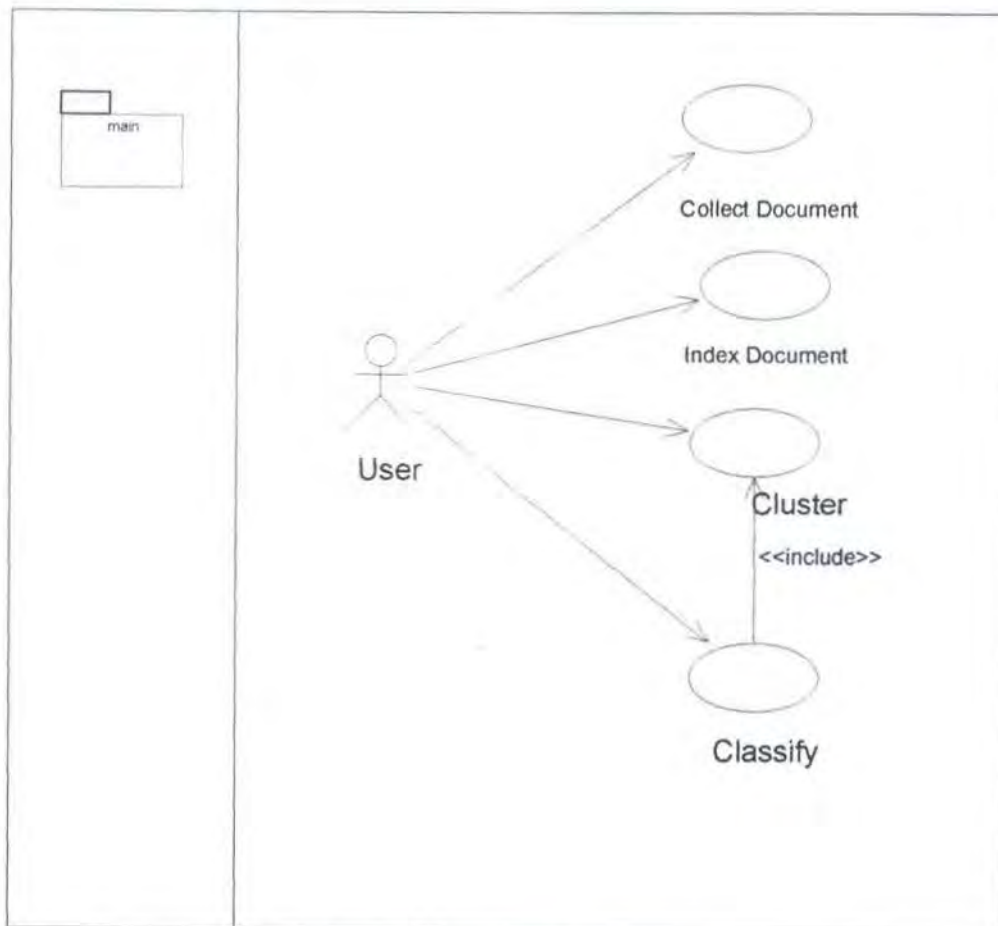 main
Collect Document
Index Document
User
Cluster
<<include>>
Classify